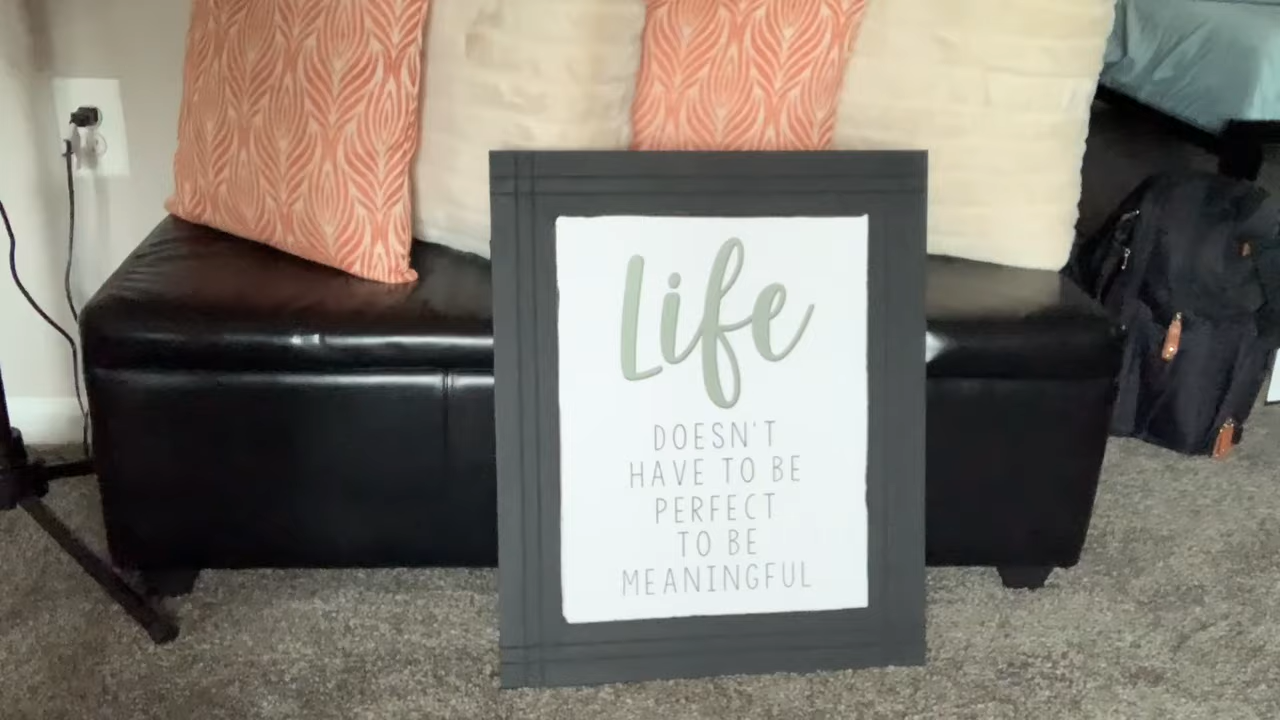 Life
DOESN'T
HAVE TO BE
PERFECT
TO BE
MEANINGFUL